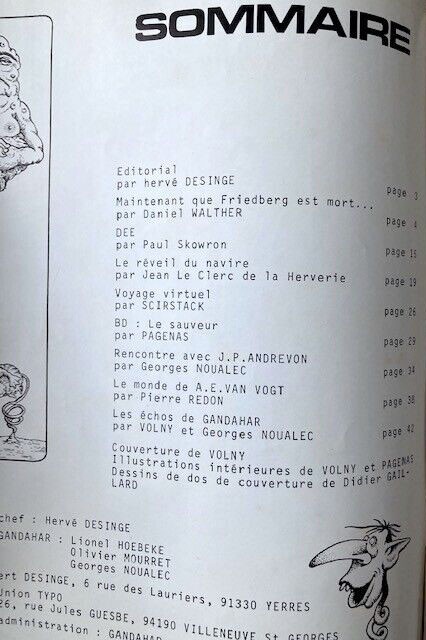 SOMMAIRE
Editorial
par hervé DESINGE page 3
Maintenant que Friedberg est mort...
par Daniel WALTHER page 4
DEE
par Paul Skowron page 15
Le réveil du navire
par Jean Le Clerc de la Herverie page 19
Voyage virtuel
par SCIRSTACK page 26
BD : Le sauveur
par PAGENAS page 29
Rencontre avec J.P.ANDREVON
par Georges NOUALEC page 34
Le monde de A.E.VAN VOGT
par Pierre REDON page 38
Les échos de GANDAHAR
par VOLNY et Georges NOUALEC page 42
Couverture de VOLNY
Illustrations intérieures de VOLNY et PAGENAS
Dessins de dos de couverture de Didier GAIL-
LARD
chef : Hervé DESINGE
GANDAHAR : Lionel HOEBEKE
Olivier MOURRET
Georges NOUALEC
ert DESINGE, 6 rue des Lauriers, 91330 YERRES
Union TYPO
26, rue Jules GUESBE, 94190 VILLENEUVE St GEORGES
administration : GANDAHAR